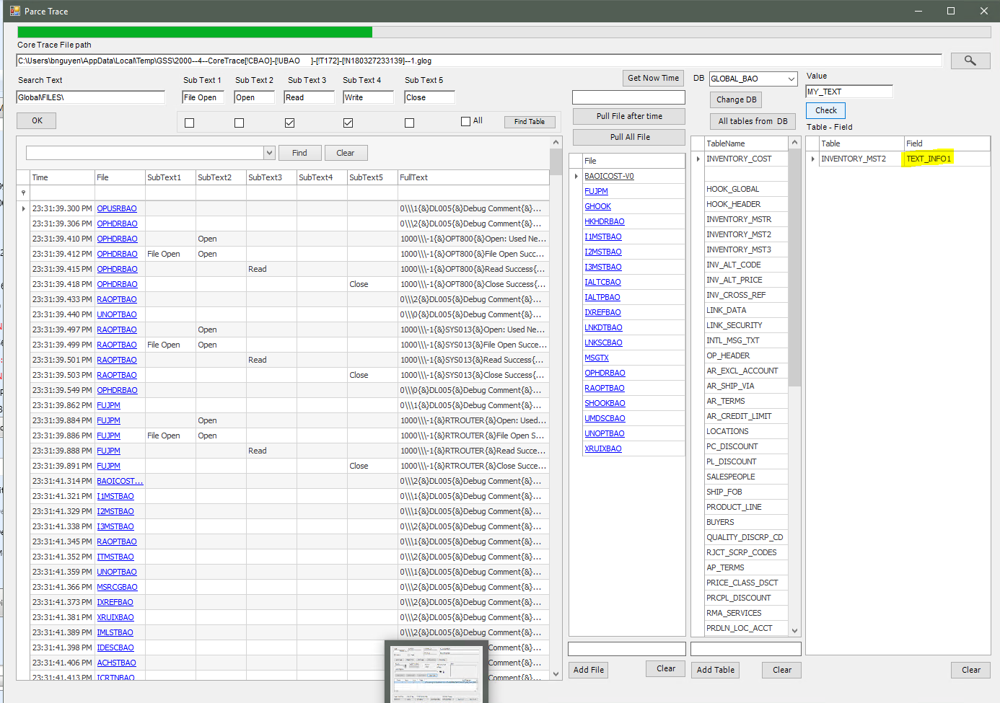 Parce Trace
Core Trace File path
C:\Users\bnguyen\AppData\Local\Temp\GSS\2000--4--CoreTrace[!CBAO]-[!UBAO     ]-[!T172]-[!N180327233139]--1.glog
Search Text Sub Text 1 Sub Text 2 Sub Text 3 Sub Text 4 Sub Text 5
Global\FILES\ File Open Open Read Write Close
OK All Find Table
Get Now Time
Pull File after time
Pull All File
DB GLOBAL_BAO
Change DB
All tables from DB
Value
MY_TEXT
Check
Table - Field
Find Clear
Time File SubText1 SubText2 SubText3 SubText4 SubText5 FullText
23:31:39.300 PM OPUSRBAO 0\\\1{&}DL005{&}Debug Comment{&}...
23:31:39.306 PM OPHDRBAO 0\\\2{&}DL005{&}Debug Comment{&}...
23:31:39.410 PM OPHDRBAO Open 1000\\\-1{&}OPT800{&}Open: Used Ne...
23:31:39.412 PM OPHDRBAO File Open Open 1000\\\-1{&}OPT800{&}File Open Succ...
23:31:39.415 PM OPHDRBAO Read 1000\\\-1{&}OPT800{&}Read Success{...
23:31:39.418 PM OPHDRBAO Close 1000\\\-1{&}OPT800{&}Close Success{...
23:31:39.433 PM RAOPTBAO 0\\\2{&}DL005{&}Debug Comment{&}...
23:31:39.440 PM UNOPTBAO 0\\\0{&}DL005{&}Debug Comment{&}...
23:31:39.497 PM RAOPTBAO Open 1000\\\-1{&}SYS013{&}Open: Used Ne...
23:31:39.499 PM RAOPTBAO File Open Open 1000\\\-1{&}SYS013{&}File Open Succe...
23:31:39.501 PM RAOPTBAO Read 1000\\\-1{&}SYS013{&}Read Success{...
23:31:39.503 PM RAOPTBAO Close 1000\\\-1{&}SYS013{&}Close Success{...
23:31:39.549 PM OPHDRBAO 0\\\0{&}DL005{&}Debug Comment{&}...
23:31:39.862 PM FUJPM 0\\\1{&}DL005{&}Debug Comment{&}...
23:31:39.884 PM FUJPM Open 1000\\\-1{&}RTROUTER{&}Open: Used...
23:31:39.886 PM FUJPM File Open Open 1000\\\-1{&}RTROUTER{&}File Open S...
23:31:39.888 PM FUJPM Read 1000\\\-1{&}RTROUTER{&}Read Succe...
23:31:39.891 PM FUJPM Close 1000\\\-1{&}RTROUTER{&}Close Succe...
23:31:41.314 PM BAOICOST... 0\\\2{&}DL005{&}Debug Comment{&}...
23:31:41.321 PM I1MSTBAO 0\\\1{&}DL005{&}Debug Comment{&}...
23:31:41.329 PM I2MSTBAO 0\\\2{&}DL005{&}Debug Comment{&}...
23:31:41.338 PM I3MSTBAO 0\\\2{&}DL005{&}Debug Comment{&}...
23:31:41.345 PM RAOPTBAO 0\\\1{&}DL005{&}Debug Comment{&}...
23:31:41.352 PM ITMSTBAO 0\\\2{&}DL005{&}Debug Comment{&}...
23:31:41.359 PM UNOPTBAO 0\\\1{&}DL005{&}Debug Comment{&}...
23:31:41.366 PM MSRCGBAO 0\\\2{&}DL005{&}Debug Comment{&}...
23:31:41.373 PM IXREFBAO 0\\\2{&}DL005{&}Debug Comment{&}...
23:31:41.381 PM XRUIXBAO 0\\\2{&}DL005{&}Debug Comment{&}...
23:31:41.389 PM IMLSTBAO 0\\\2{&}DL005{&}Debug Comment{&}...
23:31:41.398 PM IDESCBAO Comment{&}...
23:31:41.406 PM ACHSTBAO Comment{&}...
23:31:41.413 PM ICRTNBAO Comment{&}...
File
BAOICOST-V0
FUJPM
GHOOK
HKHDRBAO
I1MSTBAO
I2MSTBAO
I3MSTBAO
IALTCBAO
IALTPBAO
IXREFBAO
LNKDTBAO
LNKSCBAO
MSGTX
OPHDRBAO
RAOPTBAO
SHOOKBAO
UMDSCBAO
UNOPTBAO
XRUIXBAO
Add File Clear
TableName
INVENTORY_COST
HOOK_GLOBAL
HOOK_HEADER
INVENTORY_MSTR
INVENTORY_MST2
INVENTORY_MST3
INV_ALT_CODE
INV_ALT_PRICE
INV_CROSS_REF
LINK_DATA
LINK_SECURITY
INTL_MSG_TXT
OP_HEADER
AR_EXCL_ACCOUNT
AR_SHIP_VIA
AR_TERMS
AR_CREDIT_LIMIT
LOCATIONS
PC_DISCOUNT
PL_DISCOUNT
SALESPEOPLE
SHIP_FOB
PRODUCT_LINE
BUYERS
QUALITY_DISCRP_CD
RJCT_SCRP_CODES
AP_TERMS
PRICE_CLASS_DSCT
PRCPL_DISCOUNT
RMA_SERVICES
PRDLN_LOC_ACCT
Add Table Clear
Table Field
INVENTORY_MST2 TEXT_INFO1
Clear